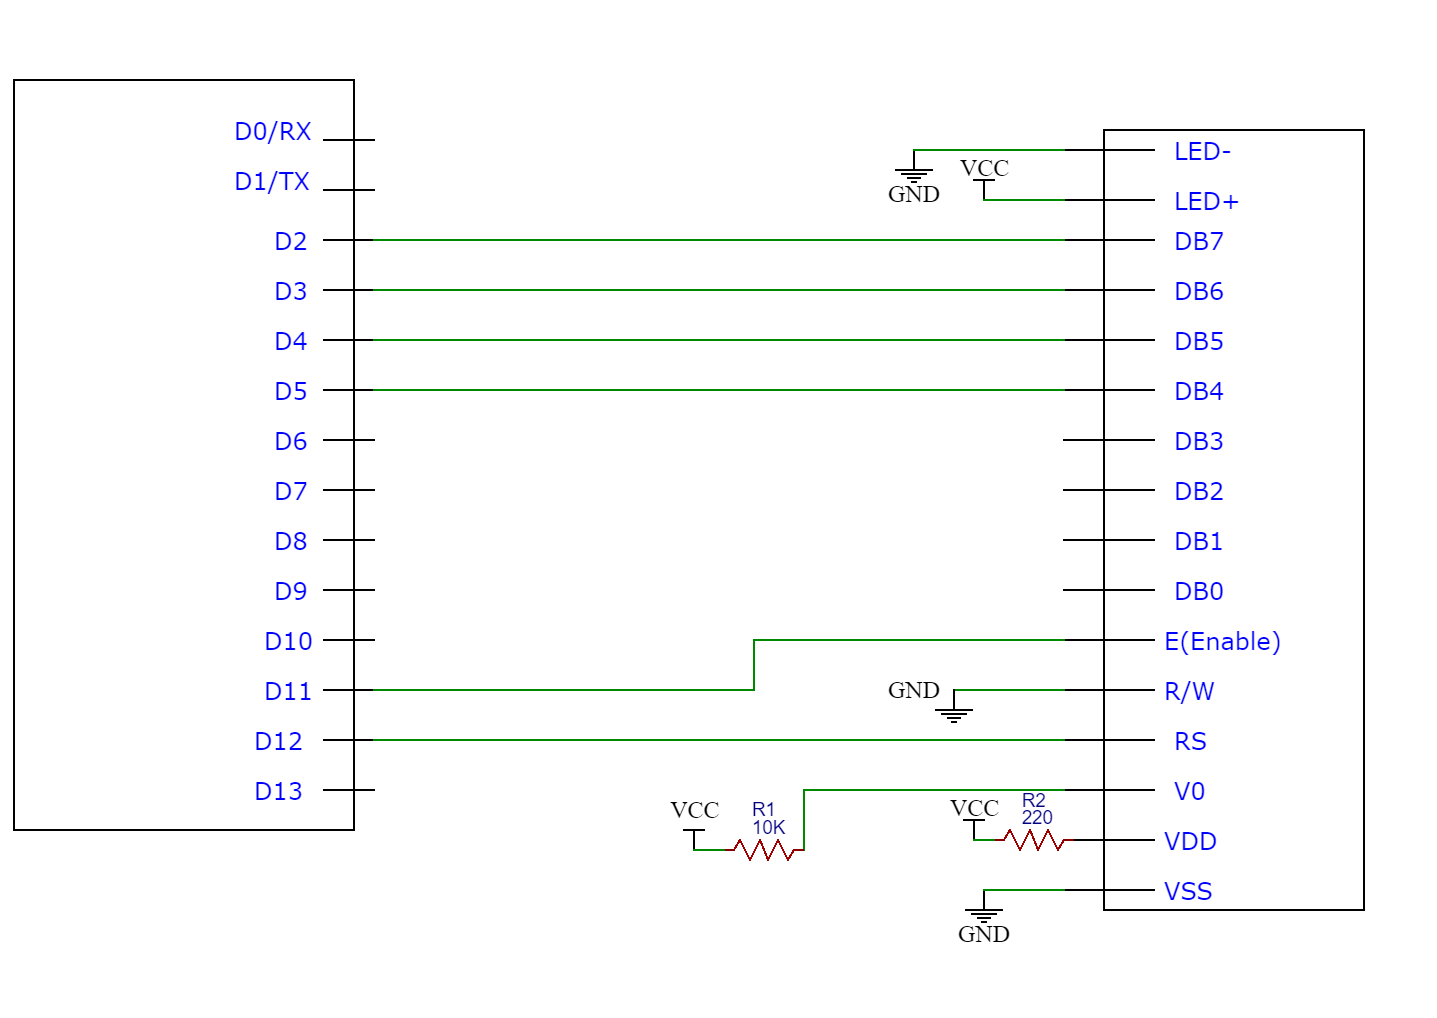 D0/RX
D1/TX
D2
D3
D4
D5
D6
D7
D8
D9
D10
D11
D12
D13
GND
VCC
GND
VCC
R1
10K
VCC
R2
220
GND
LED-
LED+
DB7
DB6
DB5
DB4
DB3
DB2
DB1
DB0
E(Enable)
R/W
RS
V0
VDD
VSS